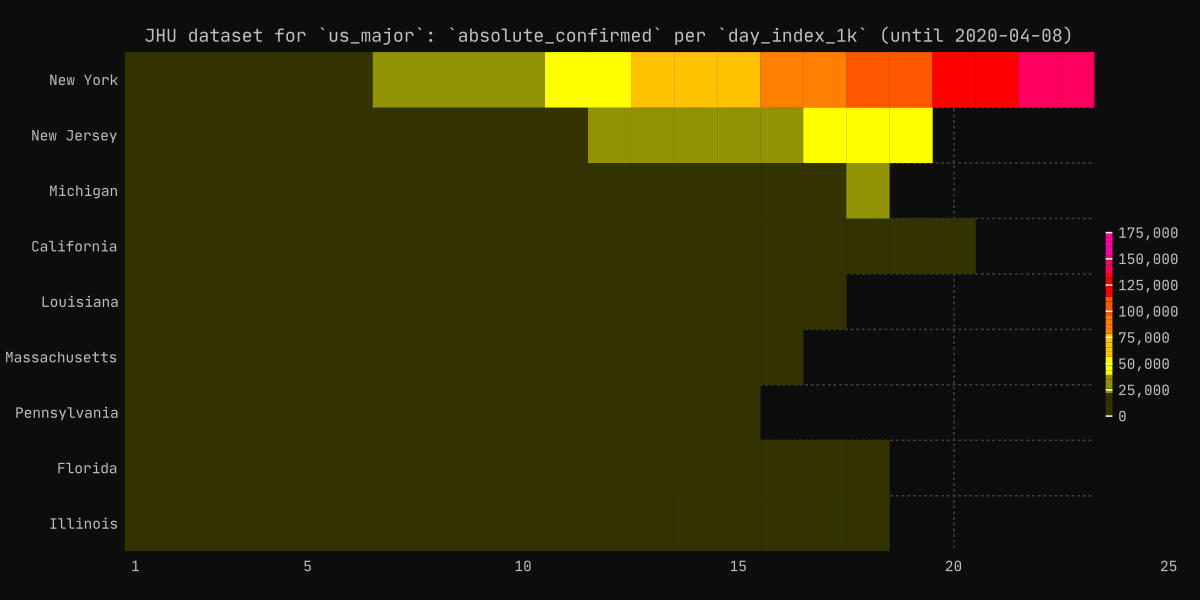 JHU dataset for `us_major`: `absolute_confirmed` per `day_index_1k` (until 2020-04-08)
New York
New Jersey
Michigan
California
Louisiana
Massachusetts
Pennsylvania
Florida
Illinois
175,000
150,000
125,000
100,000
75,000
50,000
25,000
0
1 5 10 15 20 25